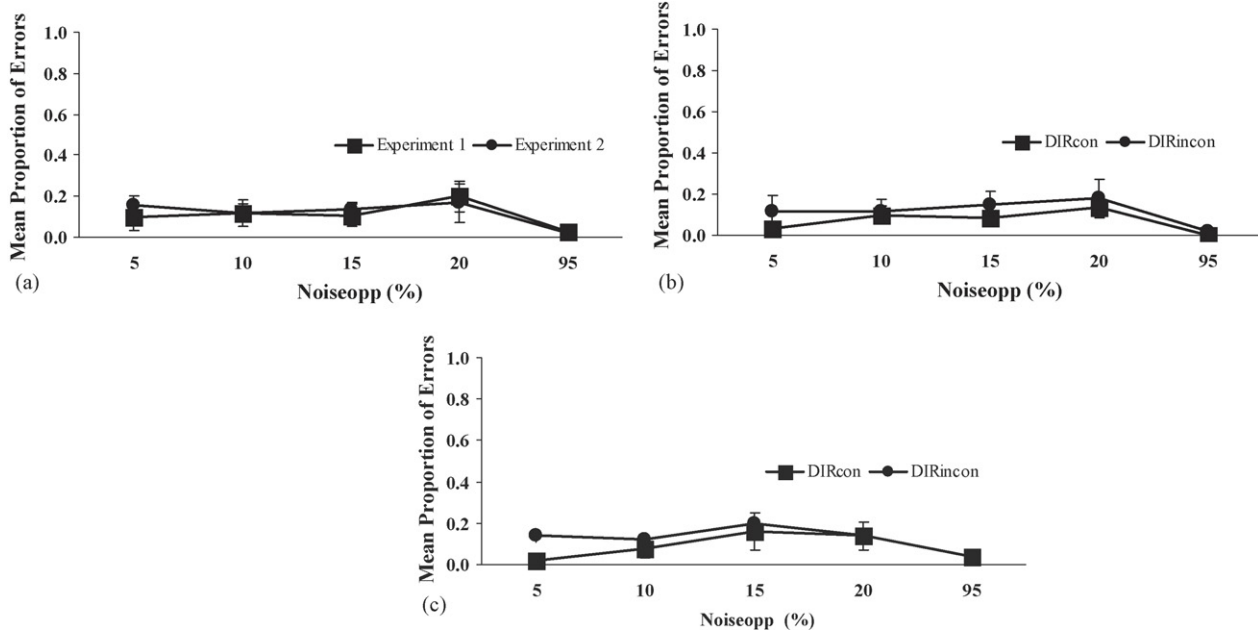 Mean Proportion of Errors
1.0
0.8
0.6
0.4
0.2
0.0
Experiment 1 Experiment 2
5 10 15 20 95
Noiseopp (%)
(a)
Mean Proportion of Errors
1.0
0.8
0.6
0.4
0.2
0.0
DIRcon DIRincon
5 10 15 20 95
Noiseopp (%)
(b)
Mean Proportion of Errors
1.0
0.8
0.6
0.4
0.2
0.0
DIRcon DIRincon
5 10 15 20 95
Noiseopp (%)
(c)